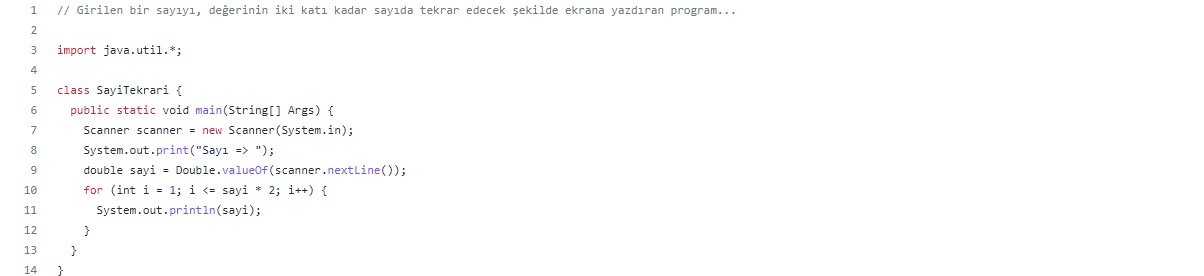 1 // Girilen bir sayıyı, değerinin iki katı kadar sayıda tekrar edecek şekilde ekrana yazdıran program...
2
3 import java.util.*;
4
5 class SayiTekrari {
6   public static void main(String[] Args) {
7     Scanner scanner = new Scanner(System.in);
8     System.out.print("Sayı => ");
9     double sayi = Double.valueOf(scanner.nextLine());
10     for (int i = 1; i <= sayi * 2; i++) {
11       System.out.println(sayi);
12     }
13   }
14 }